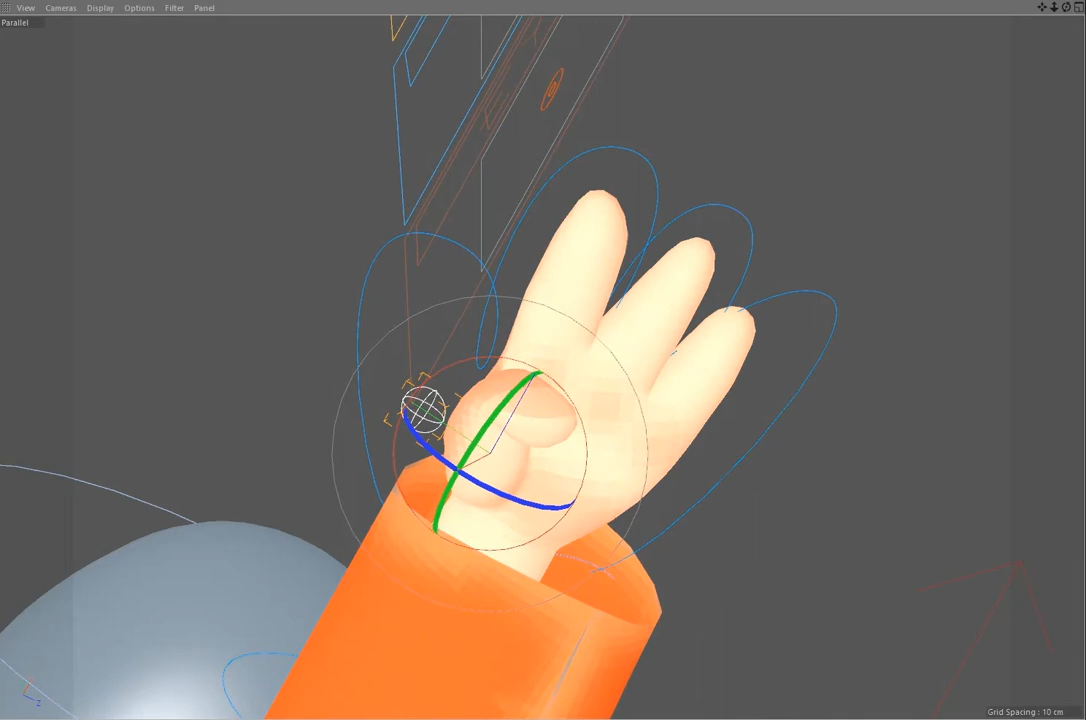 View Cameras Display Options Filter Panel
Parallel
Z
Grid Spacing : 10 cm